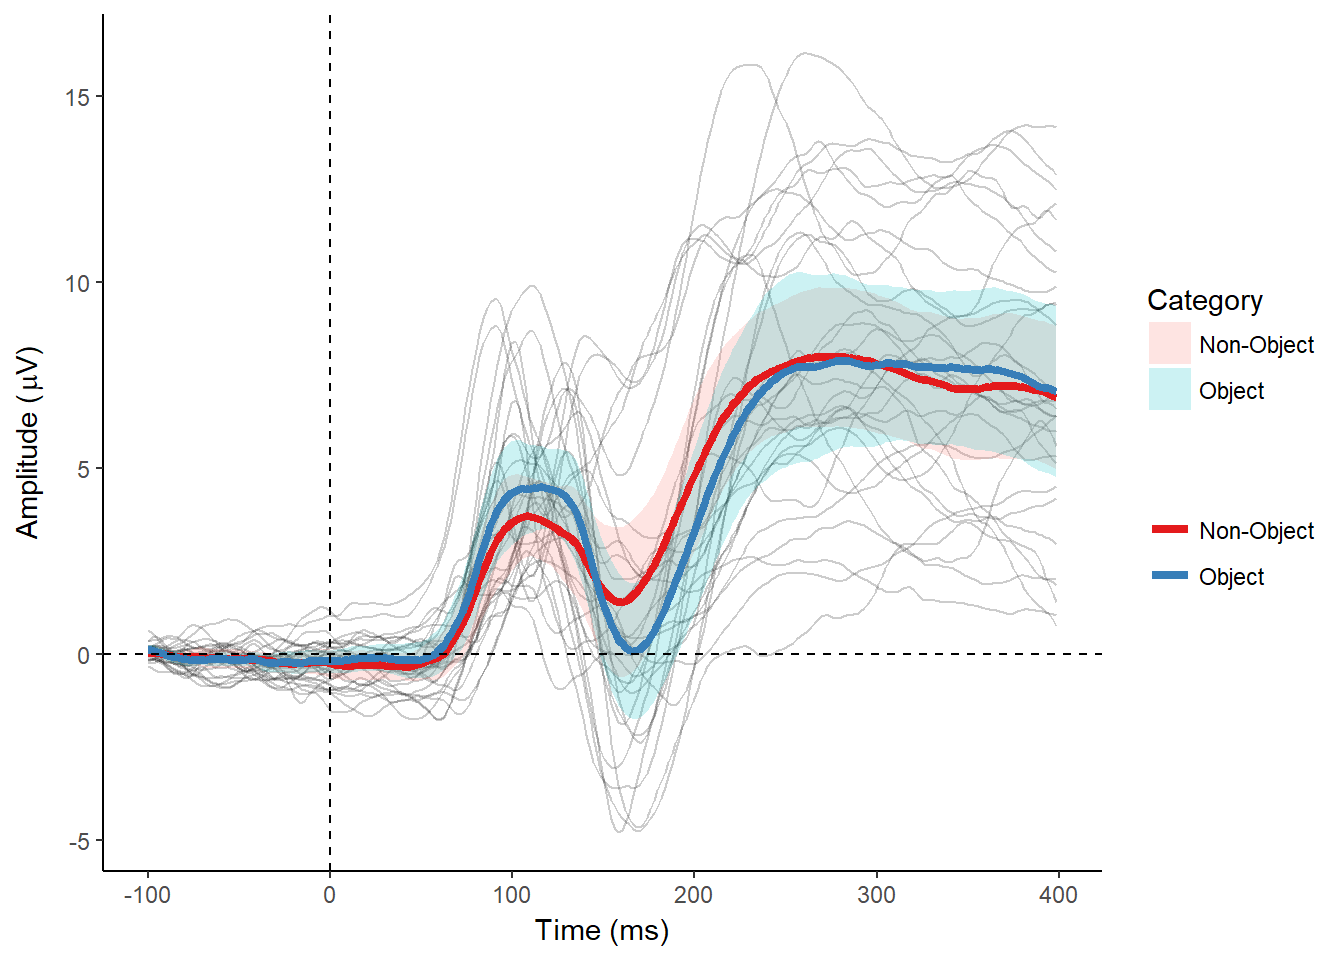 Amplitude (μV)
15
10
5
0
-5
-100
0
100
200
300
400
Time (ms)
Category
Non-Object
Object
Non-Object
Object